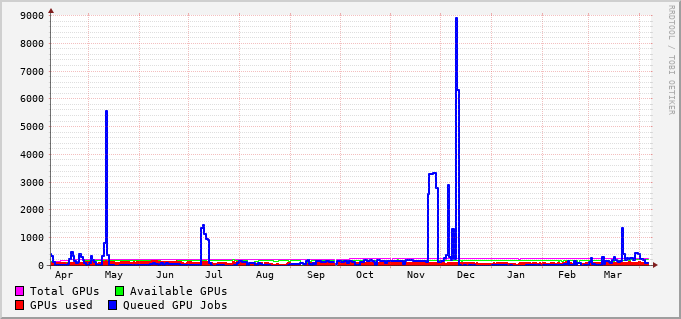 9000
8000
7000
6000
5000
4000
3000
2000
1000
0
Apr May Jun Jul Aug Sep Oct Nov Dec Jan Feb Mar
Total GPUs Available GPUs
GPUs used Queued GPU Jobs
RRDTOOL / TOBI OETIKER